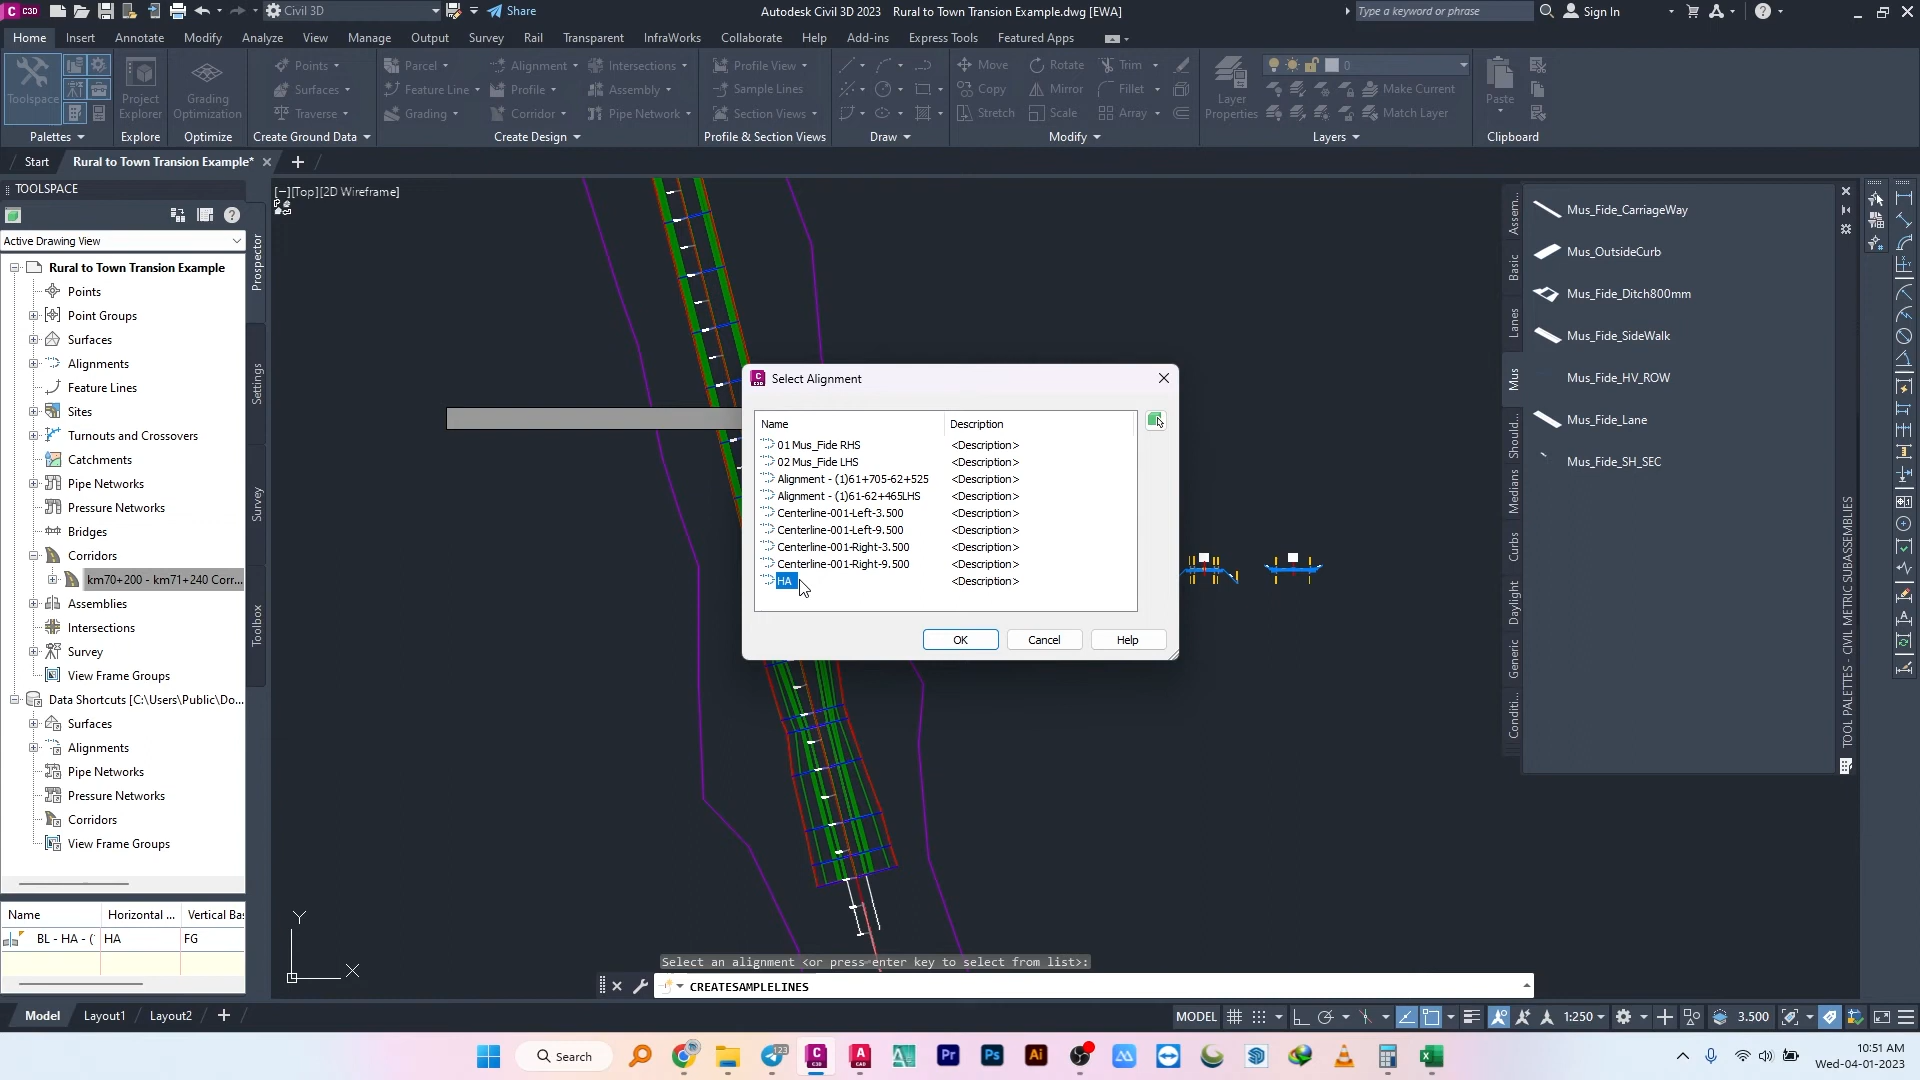 C3D
Civil 3D
Share
Autodesk Civil 3D 2023 Rural to Town Transion Example.dwg [EWA]
Type a keyword or phrase
Sign In
Home Insert Annotate Modify Analyze View Manage Output Survey Rail Transparent InfraWorks Collaborate Help Add-ins Express Tools Featured Apps
Toolspace
Project Explorer
Grading Optimization
Points
Surfaces
Traverse
Parcel
Feature Line
Grading
Alignment
Profile
Corridor
Intersections
Assembly
Pipe Network
Profile View
Sample Lines
Section Views
Move
Copy
Stretch
Rotate
Mirror
Scale
Trim
Fillet
Array
Layer Properties
0
Make Current
Match Layer
Paste
Palettes Explore Optimize Create Ground Data Create Design Profile & Section Views Draw Modify Layers Clipboard
Start
Rural to Town Transion Example*
TOOLSPACE
Active Drawing View
Rural to Town Transion Example
Points
Point Groups
Surfaces
Alignments
Feature Lines
Sites
Turnouts and Crossovers
Catchments
Pipe Networks
Pressure Networks
Bridges
Corridors
km70+200 - km71+240 Corr...
Assemblies
Intersections
Survey
View Frame Groups
Data Shortcuts [C:\Users\Public\Do...
Surfaces
Alignments
Pipe Networks
Pressure Networks
Corridors
View Frame Groups
Prospector
Settings
Survey
Toolbox
Name Horizontal ... Vertical Bas
BL - HA - ( HA FG
[−][Top][2D Wireframe]
Select Alignment
Name Description
01 Mus_Fide RHS <Description>
02 Mus_Fide LHS <Description>
Alignment - (1)61+705-62+525 <Description>
Alignment - (1)61-62+465LHS <Description>
Centerline-001-Left-3.500 <Description>
Centerline-001-Left-9.500 <Description>
Centerline-001-Right-3.500 <Description>
Centerline-001-Right-9.500 <Description>
HA <Description>
OK Cancel Help
Y
X
Select an alignment <or press enter key to select from list>:
CREATESAMPLELINES
Assem...
Basic
Lanes
Mus
Should...
Medians
Curbs
Daylight
Generic
Conditi...
Mus_Fide_CarriageWay
Mus_OutsideCurb
Mus_Fide_Ditch800mm
Mus_Fide_SideWalk
Mus_Fide_HV_ROW
Mus_Fide_Lane
Mus_Fide_SH_SEC
TOOL PALETTES - CIVIL METRIC SUBASSEMBLIES
Model Layout1 Layout2
MODEL
1:250
3.500
Search
123
Pr
Ps
Ai
10:51 AM
Wed-04-01-2023